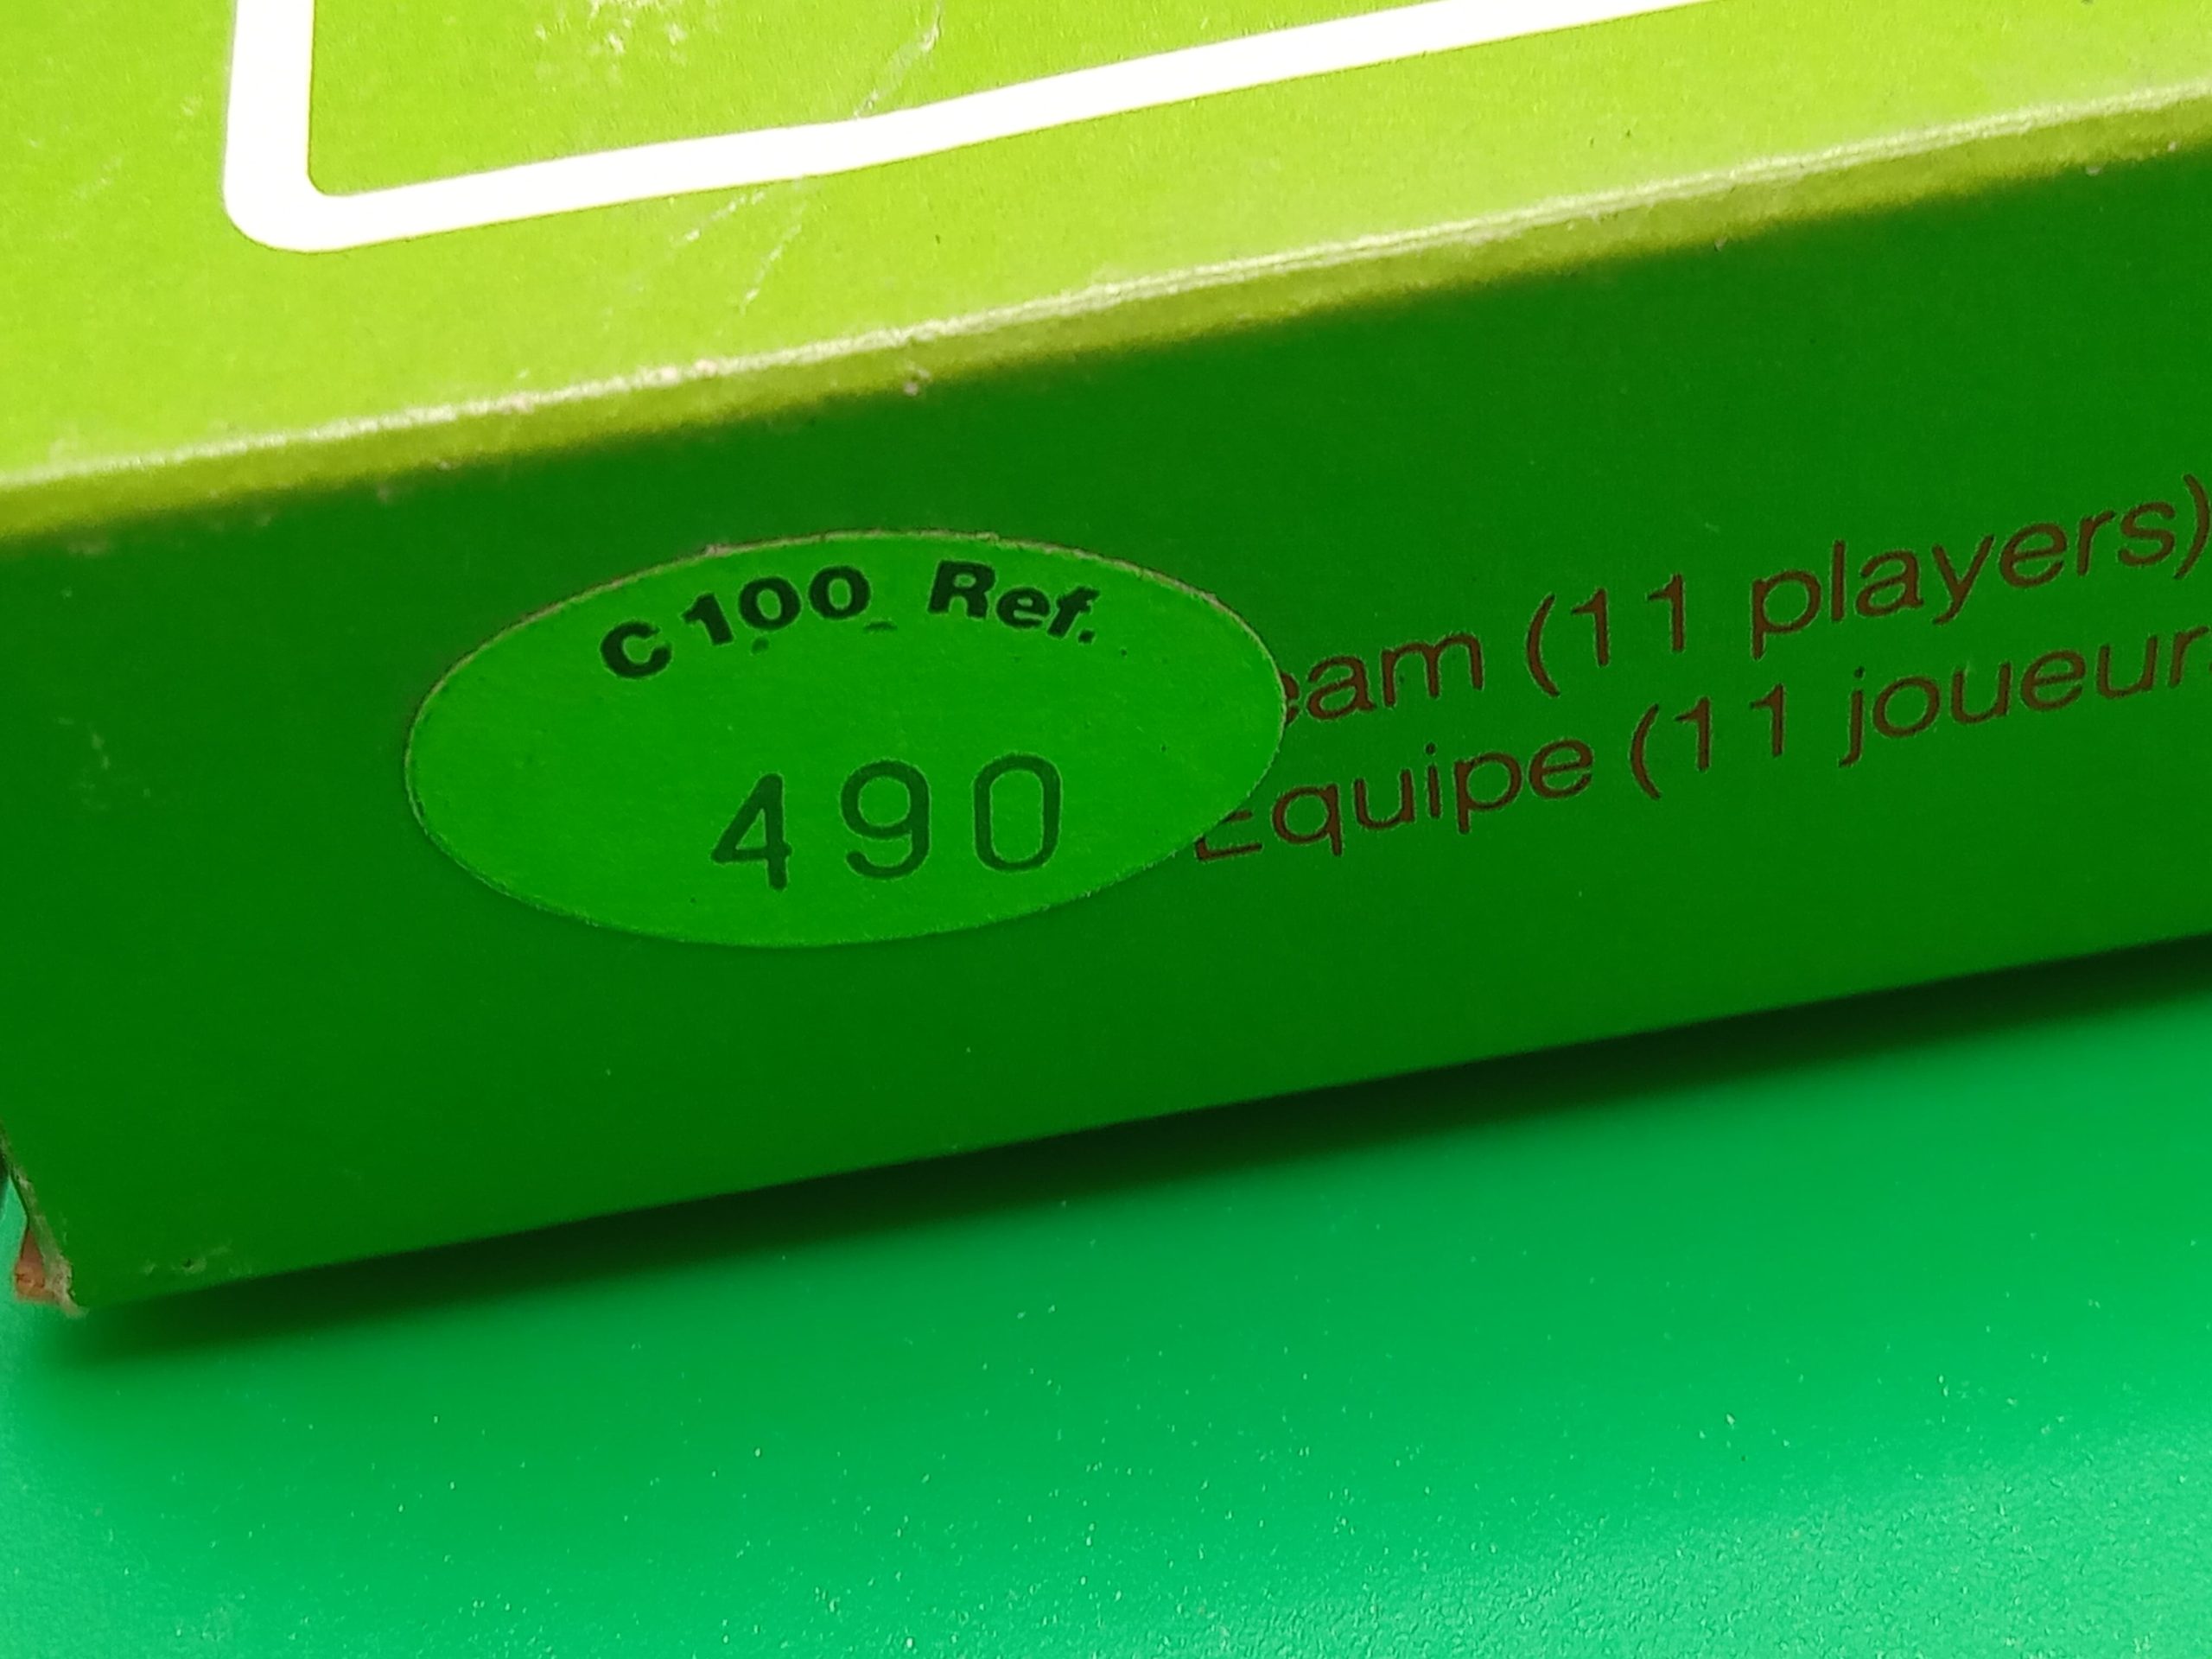 C100 Ref.
490
eam (11 players)
Equipe (11 joueur